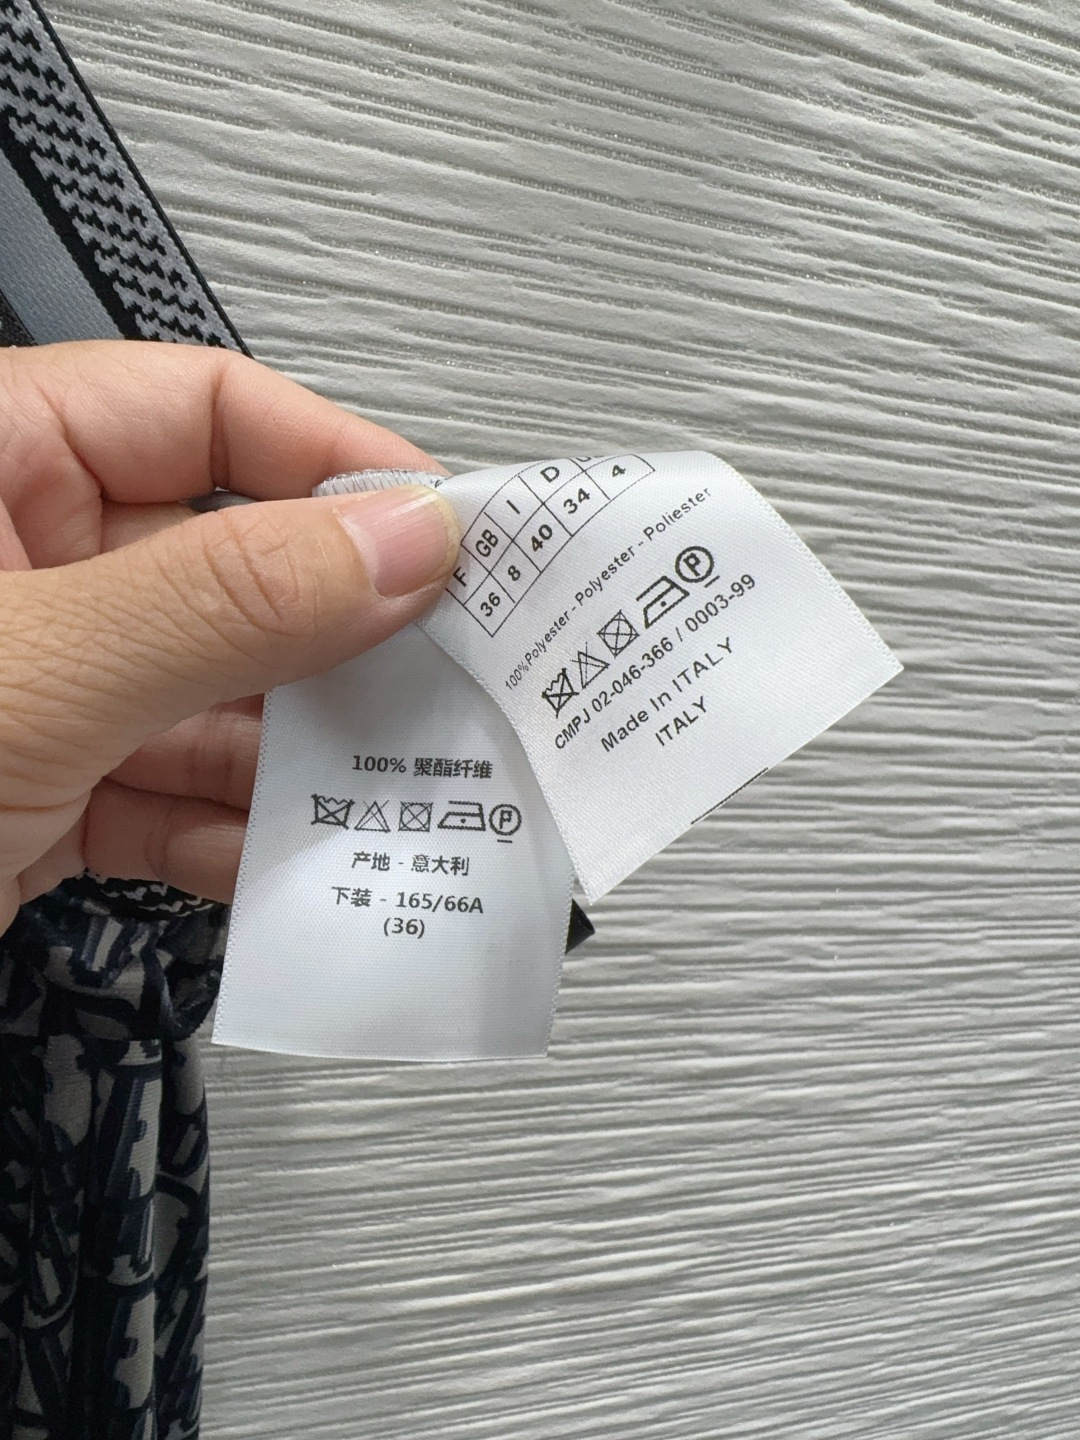 F GB I D
36 8 40 34 4
100%Polyester - Polyester - Poliester
CMPJ 02-046-366 / 0003-99
Made In ITALY
ITALY
100% 聚酯纤维
产地 - 意大利
下装 - 165/66A
(36)